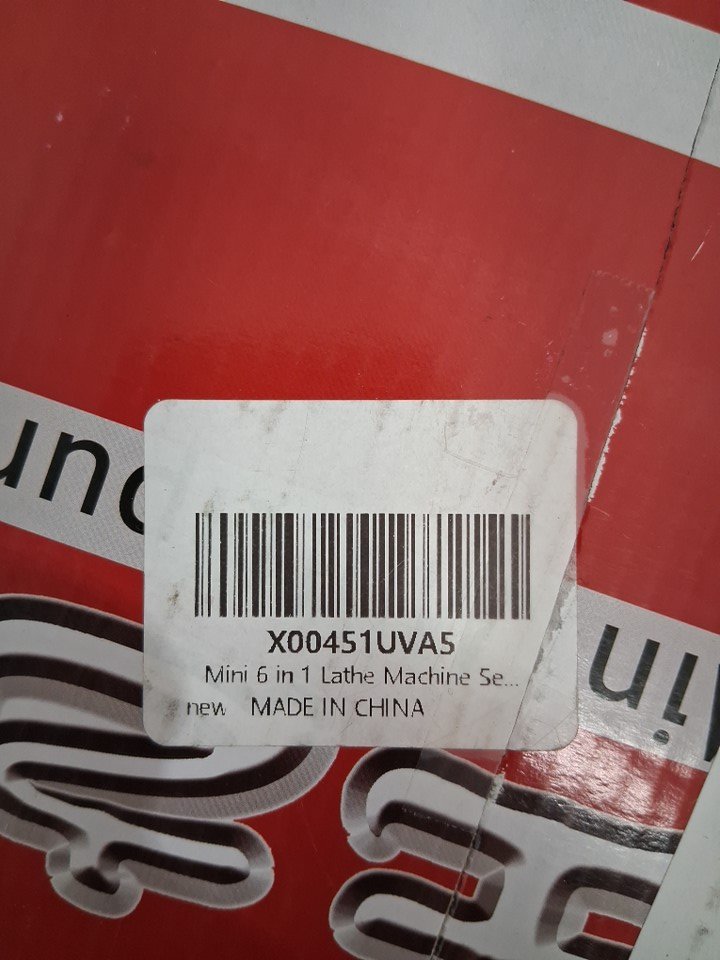 X00451UVA5
Mini 6 in 1 Lathe Machine Se...
new MADE IN CHINA